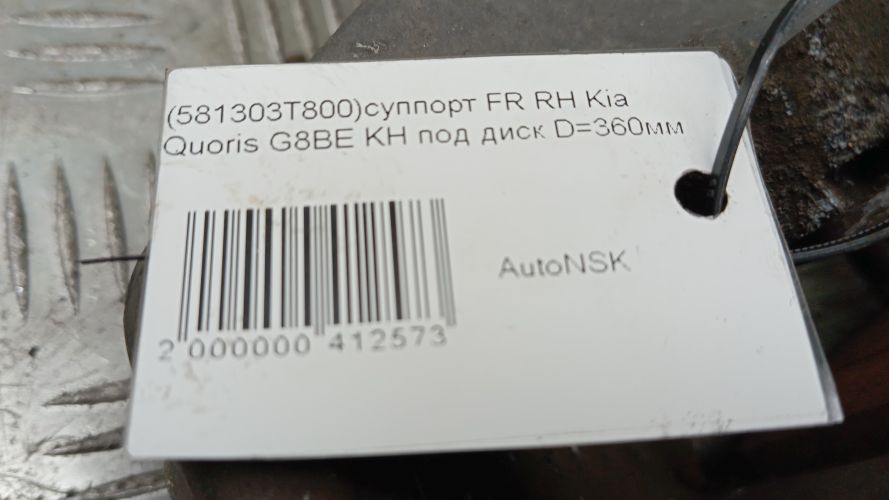 (581303T800)суппорт FR RH Kia
Quoris G8BE KH под диск D=360мм
AutoNSK
2 000000 412573